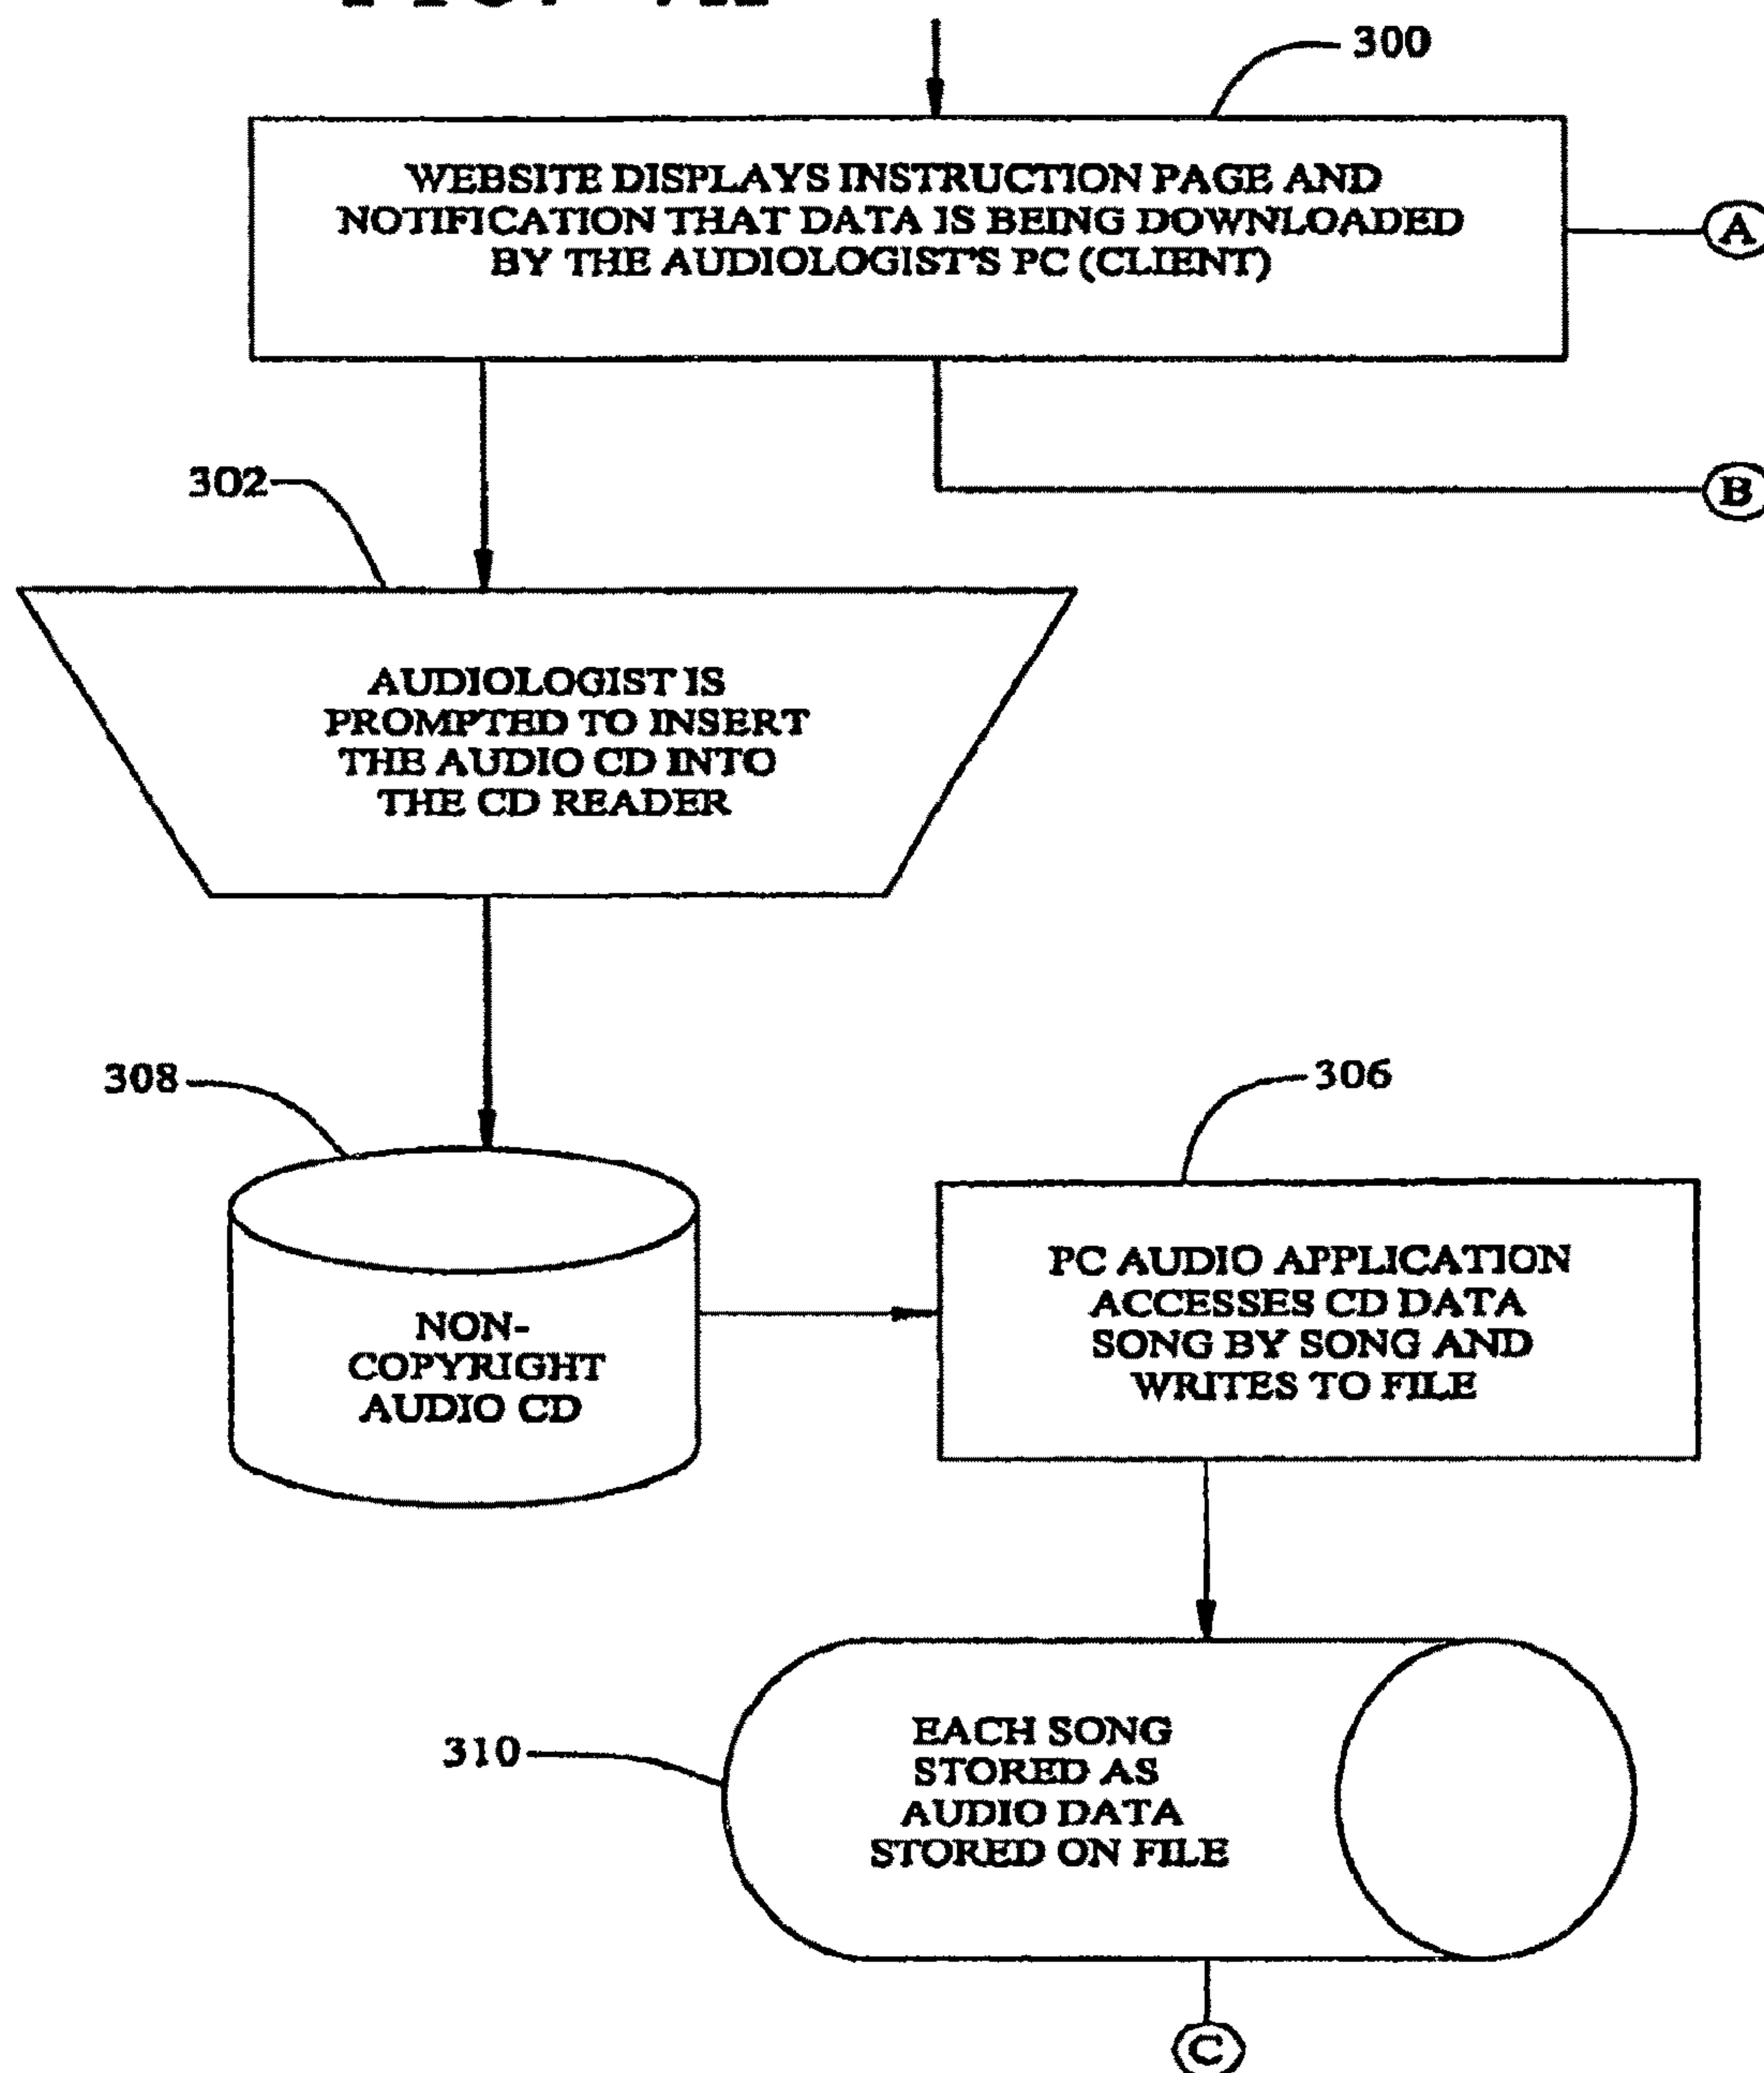 300
WEBSITE DISPLAYS INSTRUCTION PAGE AND
NOTIFICATION THAT DATA IS BEING DOWNLOADED
BY THE AUDIOLOGIST'S PC (CLIENT)
A
B
302
AUDIOLOGIST IS
PROMPTED TO INSERT
THE AUDIO CD INTO
THE CD READER
308
NON-
COPYRIGHT
AUDIO CD
306
PC AUDIO APPLICATION
ACCESSES CD DATA
SONG BY SONG AND
WRITES TO FILE
310
EACH SONG
STORED AS
AUDIO DATA
STORED ON FILE
C